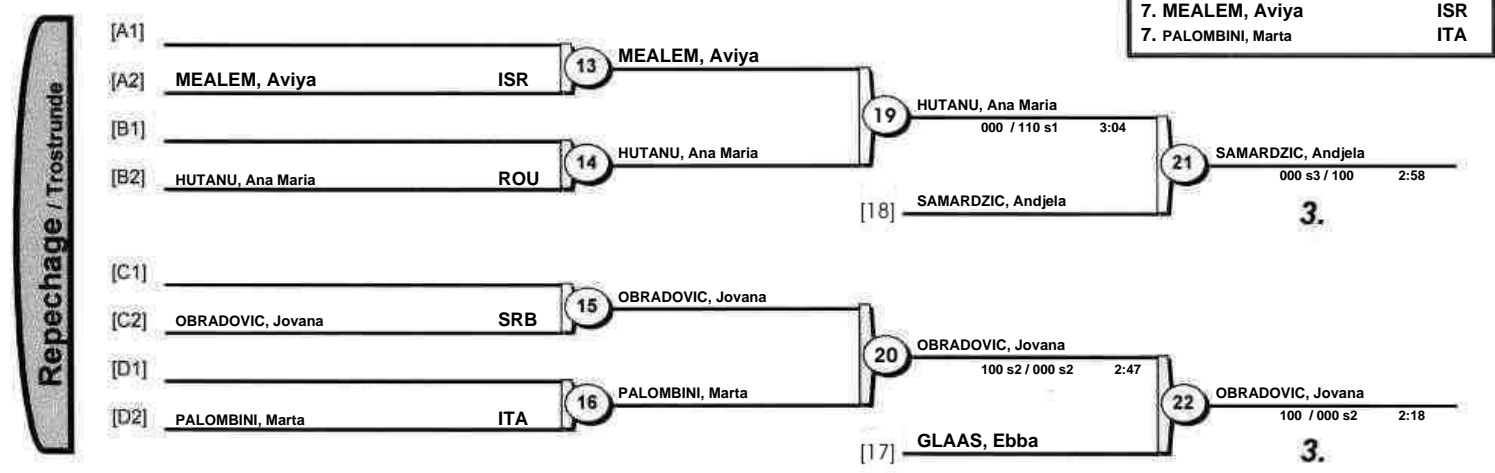 7. MEALEM, Aviya ISR
7. PALOMBINI, Marta ITA
Repechage / Trostrunde
[A1]
[A2] MEALEM, Aviya ISR
13 MEALEM, Aviya
[B1]
[B2] HUTANU, Ana Maria ROU
14 HUTANU, Ana Maria
19 HUTANU, Ana Maria
000 / 110 s1 3:04
[18] SAMARDZIC, Andjela
21 SAMARDZIC, Andjela
000 s3 / 100 2:58
3.
[C1]
[C2] OBRADOVIC, Jovana SRB
15 OBRADOVIC, Jovana
[D1]
[D2] PALOMBINI, Marta ITA
16 PALOMBINI, Marta
20 OBRADOVIC, Jovana
100 s2 / 000 s2 2:47
[17] GLAAS, Ebba
22 OBRADOVIC, Jovana
100 / 000 s2 2:18
3.